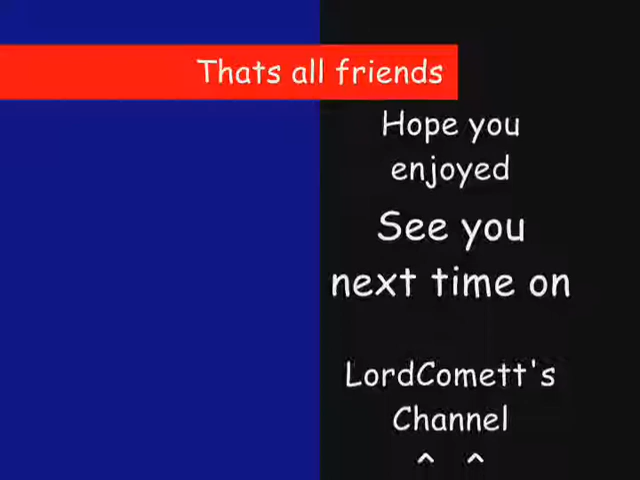 Thats all friends
Hope you
enjoyed
See you
next time on
LordComett's
Channel
^ ^